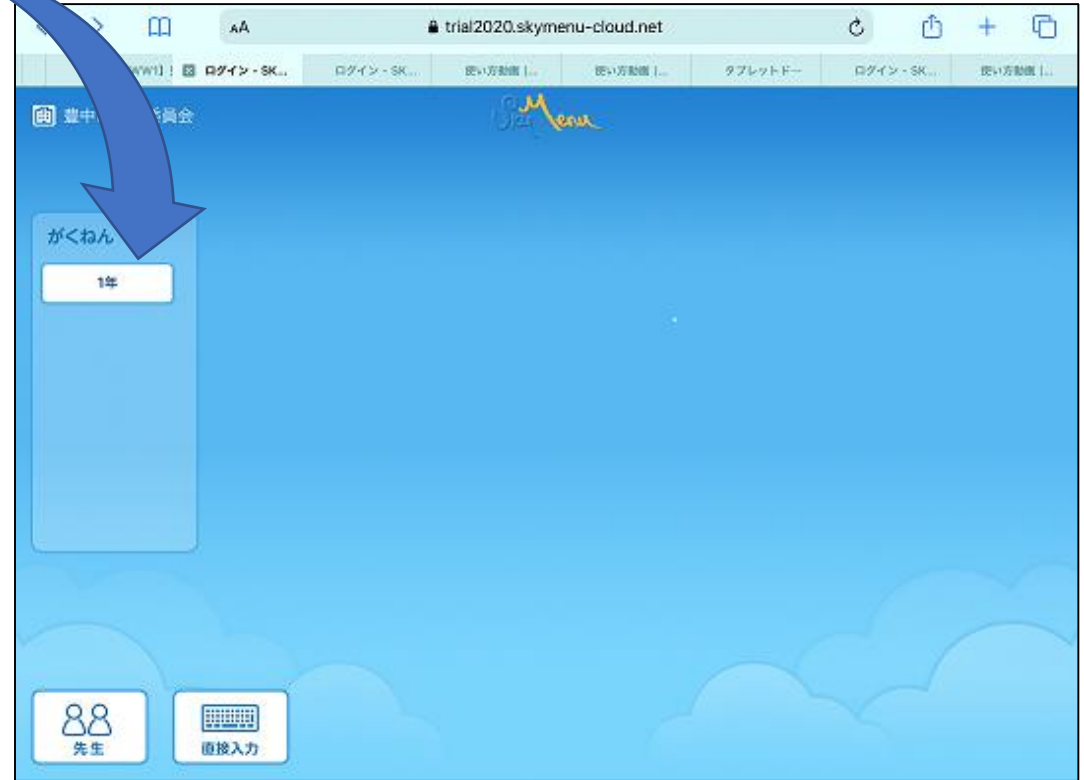 AA
trial2020.skymenu-cloud.net
ログイン - SK...
ログイン - SK...
使い方動画 |...
使い方動画 |...
タブレットドー...
ログイン - SK...
使い方動画 |...
豊中
員会
SkyMenu
がくねん
1年
先生
直接入力